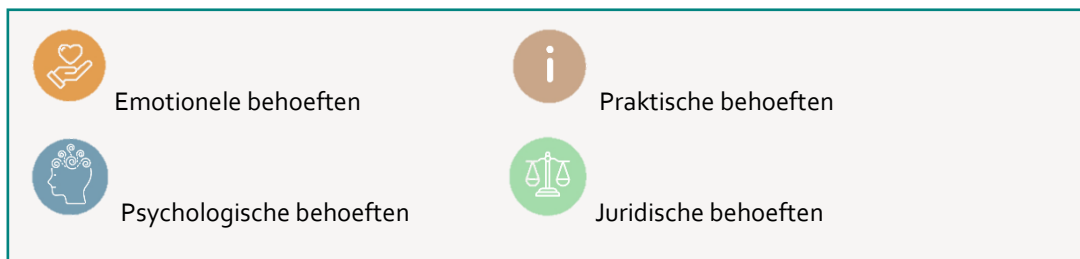 Emotionele behoeften
i Praktische behoeften
Psychologische behoeften
Juridische behoeften